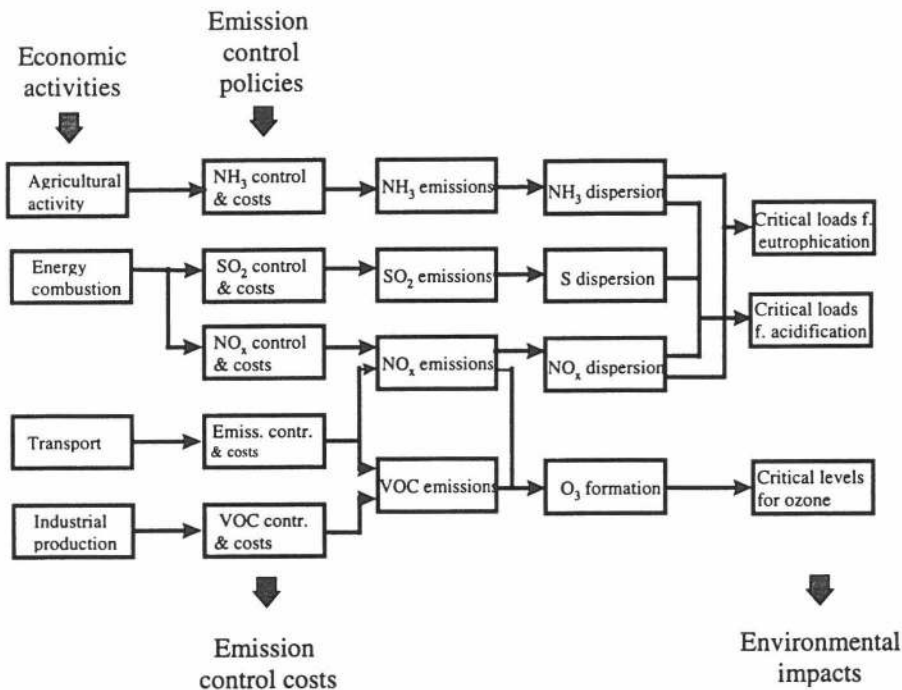 Economic
activities
Emission
control
policies
Agricultural
activity
NH₃ control
& costs
NH₃ emissions
NH₃ dispersion
Critical loads f.
eutrophication
Energy
combustion
SO₂ control
& costs
SO₂ emissions
S dispersion
Critical loads
f. acidification
NOₓ control
& costs
NOₓ emissions
NOₓ dispersion
Transport
Emiss. contr.
& costs
VOC emissions
O₃ formation
Critical levels
for ozone
Industrial
production
VOC contr.
& costs
Emission
control costs
Environmental
impacts